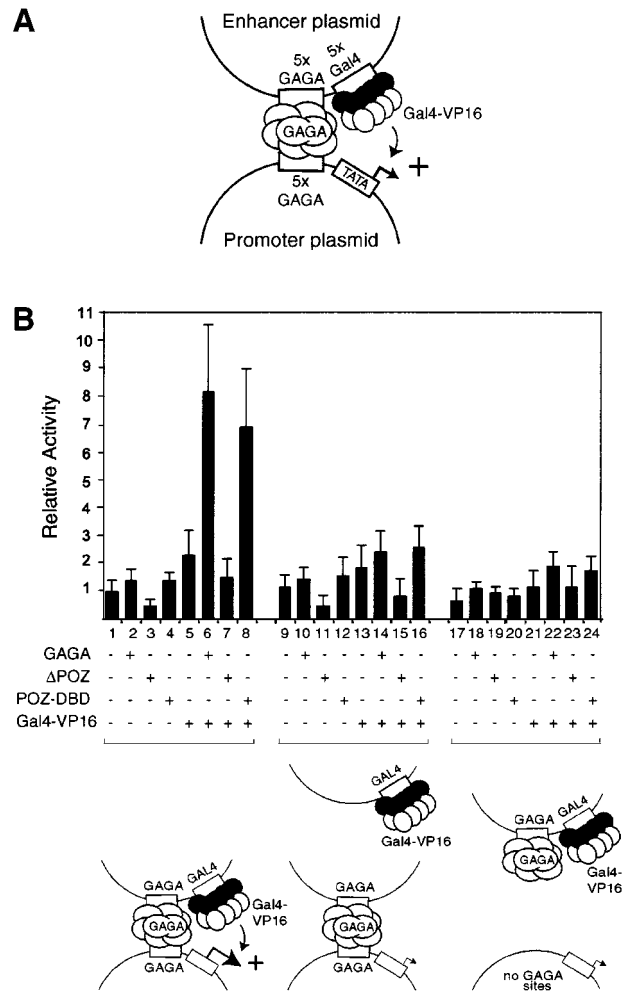 A
Enhancer plasmid
5x
GAGA
5x
Gal4
Gal4-VP16
GAGA
+
TATA
5x
GAGA
Promoter plasmid
B
Relative Activity
11
10
9
8
7
6
5
4
3
2
1
1 2 3 4 5 6 7 8 9 10 11 12 13 14 15 16 17 18 19 20 21 22 23 24
GAGA - + - - - + - - - + - - - + - - - + - - - + - -
ΔPOZ - - + - - - + - - - + - - - + - - - + - - - + -
POZ-DBD - - - + - - - + - - - + - - - + - - - + - - - +
Gal4-VP16 - - - - + + + + - - - - + + + + - - - - + + + +
GAL4
Gal4-VP16
GAGA
GAL4
GAGA
Gal4-
VP16
GAGA
GAL4
Gal4-
VP16
GAGA
+
GAGA
GAGA
GAGA
GAGA
no GAGA
sites